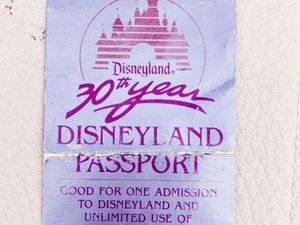 Disneyland®
30th year
DISNEYLAND
PASSPORT
GOOD FOR ONE ADMISSION
TO DISNEYLAND AND
UNLIMITED USE OF